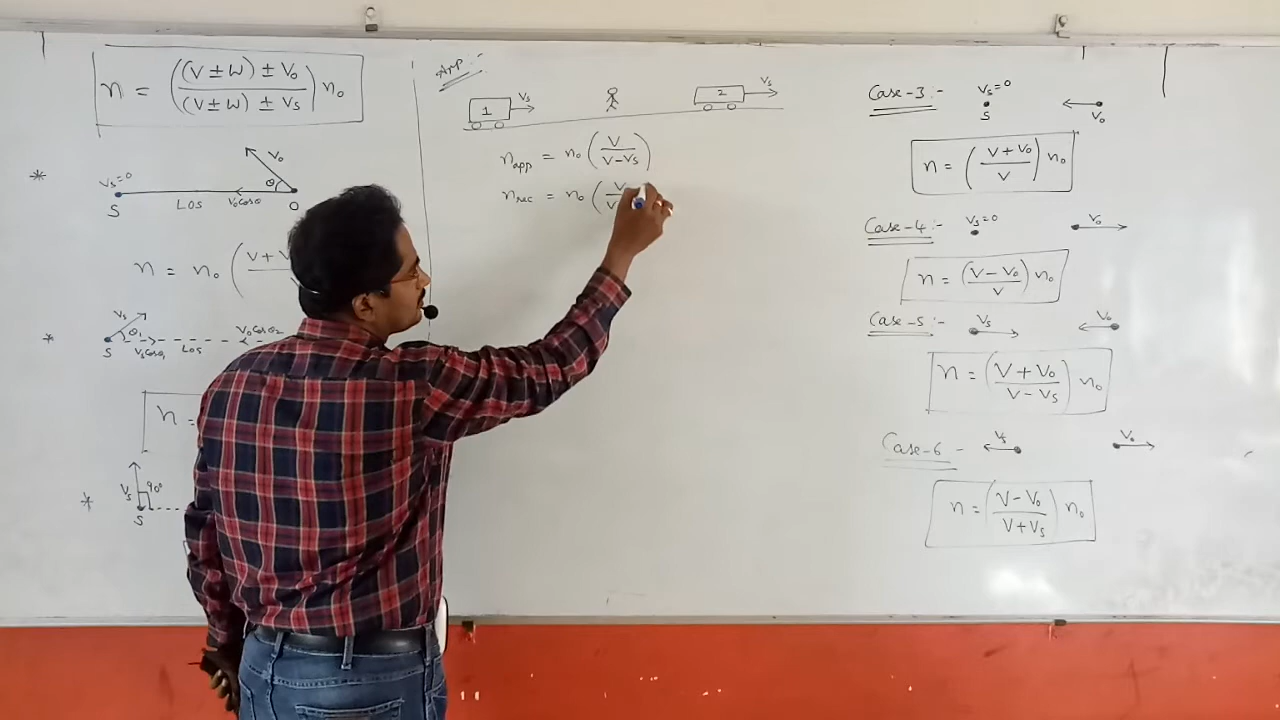 n = ((V ± W) ± V₀ / (V ± W) ± Vₛ) n₀
* Vₛ=0 V₀ θ
S LOS V₀cosθ O
n = n₀ (V + V
* Vₛ θ₁ V₀cosθ₂
S Vₛcosθ₁ LOS
n =
* Vₛ 90°
S
App:-
1 Vₛ 2 Vₛ
n_app = n₀ (V / V-Vₛ)
n_rec = n₀ (V / V
Case-3:- Vₛ=0
S V₀
n = (V + V₀ / V) n₀
Case-4:- Vₛ=0 V₀
n = (V - V₀ / V) n₀
Case-5:- Vₛ V₀
n = (V + V₀ / V - Vₛ) n₀
Case-6 - Vₛ V₀
n = (V - V₀ / V + Vₛ) n₀